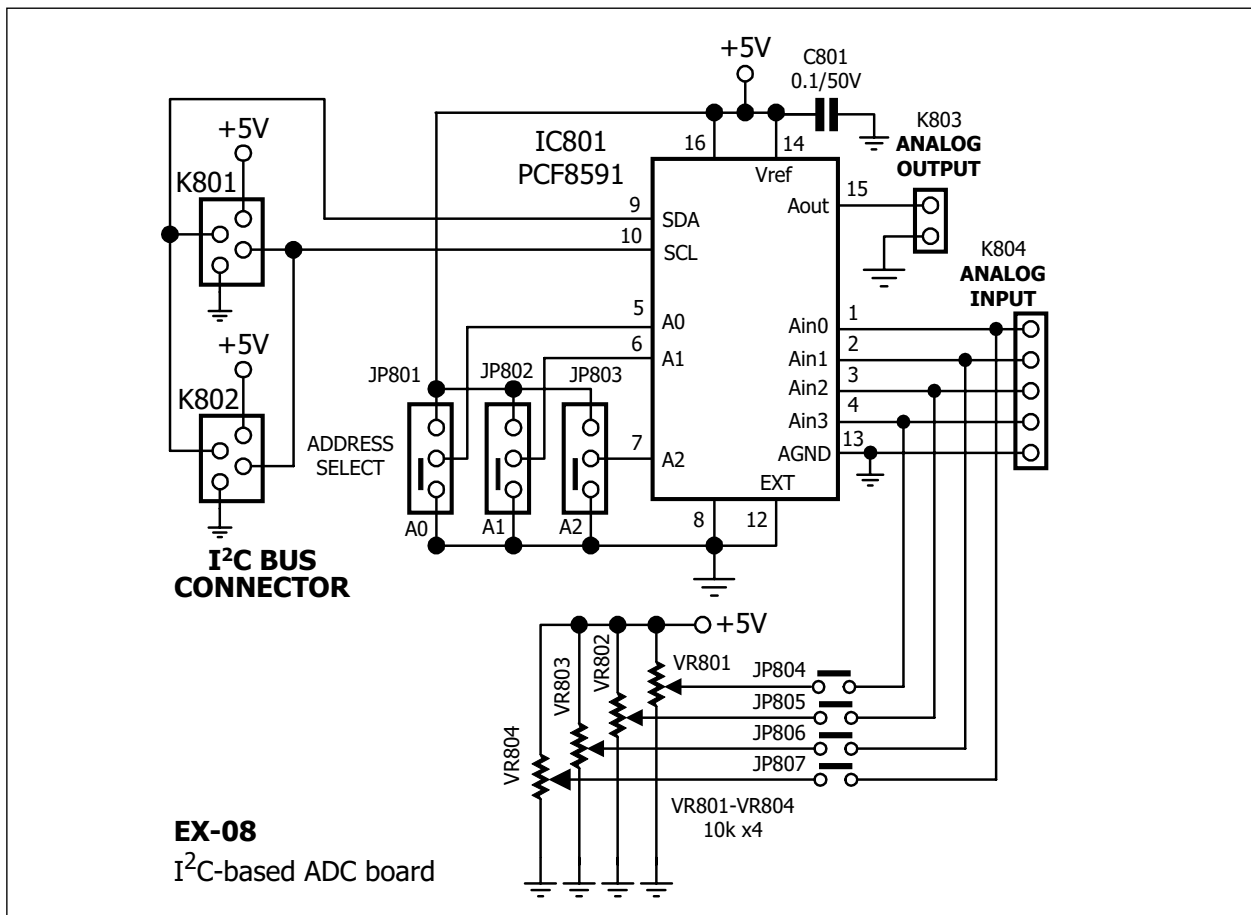 +5V
C801
0.1/50V
K803
ANALOG
OUTPUT
+5V
K801
IC801
PCF8591
16
14
Vref
15
Aout
9
SDA
10
SCL
K804
ANALOG
INPUT
5
A0
6
A1
7
A2
1
Ain0
2
Ain1
3
Ain2
4
Ain3
13
AGND
EXT
8
12
+5V
K802
JP801
JP802
JP803
ADDRESS
SELECT
A0
A1
A2
I²C BUS
CONNECTOR
+5V
VR801
VR802
VR803
VR804
JP804
JP805
JP806
JP807
VR801-VR804
10k x4
EX-08
I²C-based ADC board